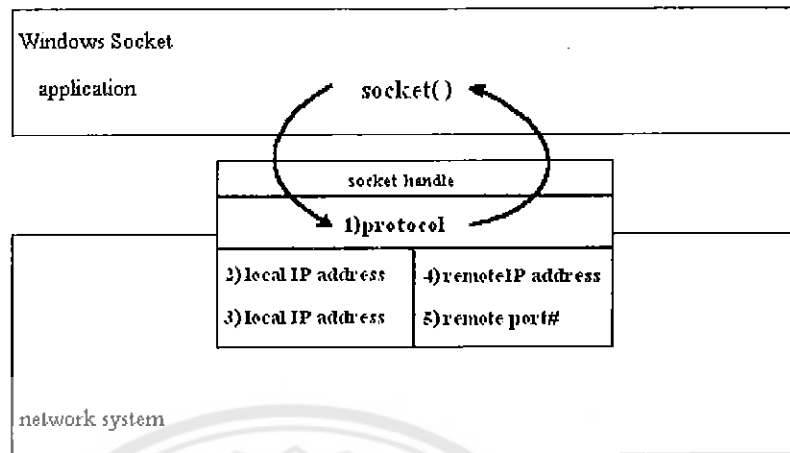 Windows Socket
application
socket( )
socket handle
1)protocol
2)local IP address
3)local IP address
4)remoteIP address
5)remote port#
network system